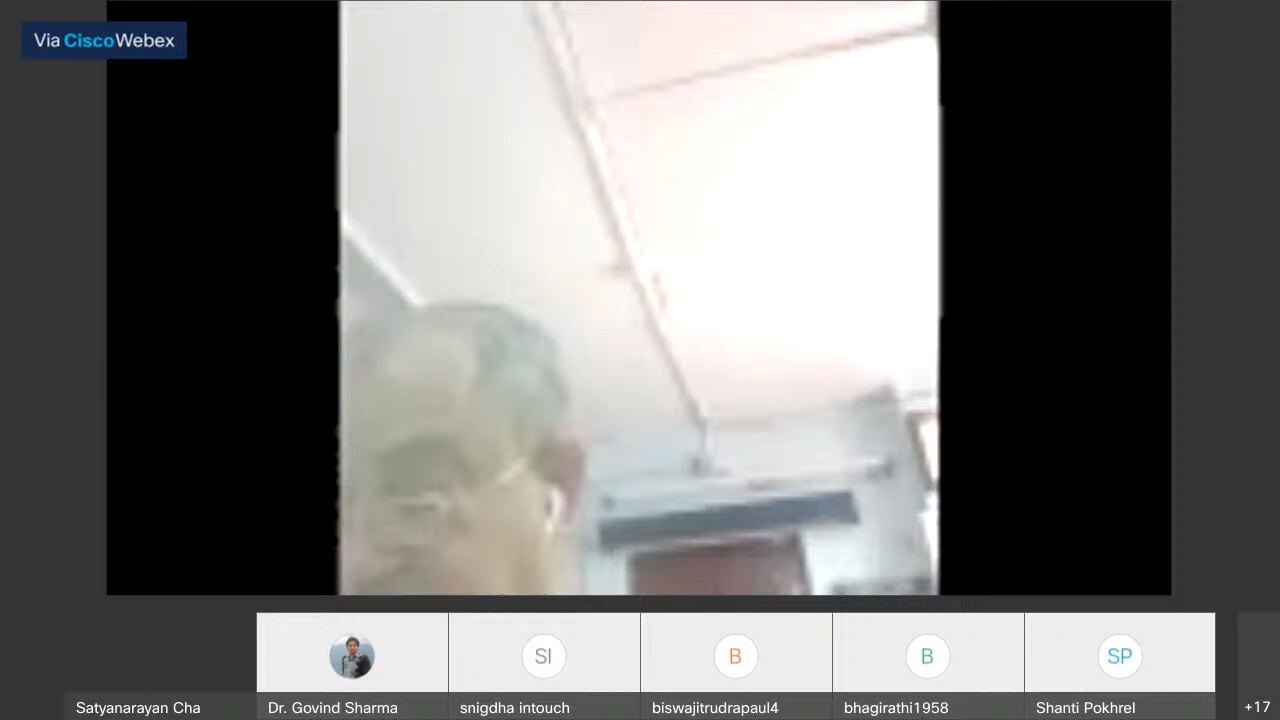 Via CiscoWebex
SI
B
B
SP
Satyanarayan Cha
Dr. Govind Sharma
snigdha intouch
biswajitrudrapaul4
bhagirathi1958
Shanti Pokhrel
+17